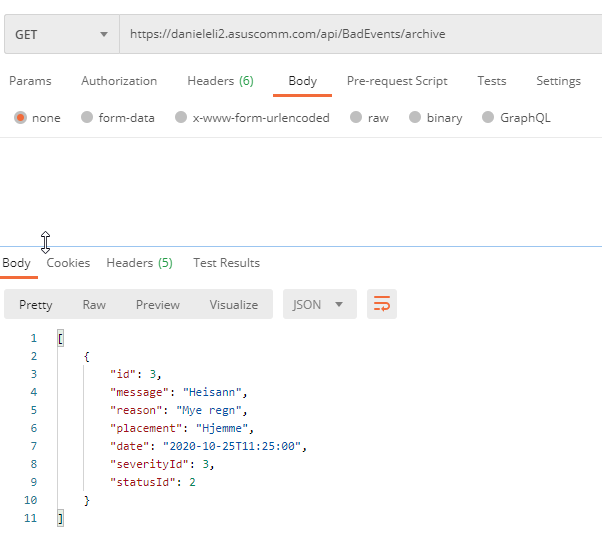 GET https://danieleli2.asuscomm.com/api/BadEvents/archive
Params Authorization Headers (6) Body Pre-request Script Tests Settings
none form-data x-www-form-urlencoded raw binary GraphQL
Body Cookies Headers (5) Test Results
Pretty Raw Preview Visualize JSON
1 [
2 {
3 "id": 3,
4 "message": "Heisann",
5 "reason": "Mye regn",
6 "placement": "Hjemme",
7 "date": "2020-10-25T11:25:00",
8 "severityId": 3,
9 "statusId": 2
10 }
11 ]